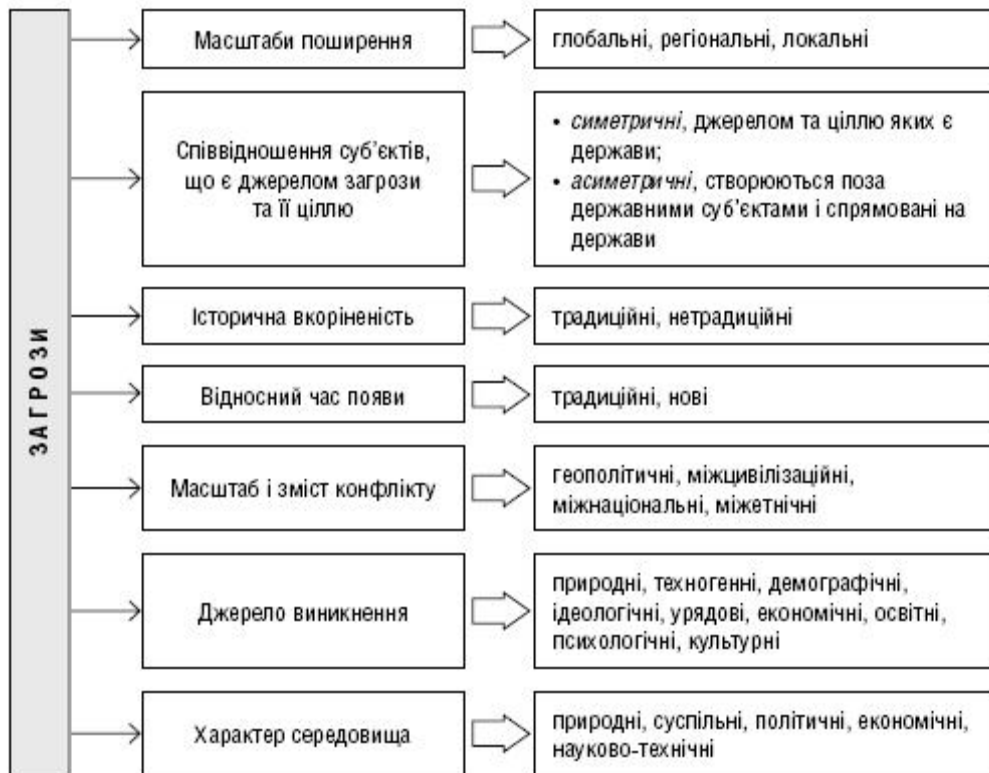 ЗАГРОЗИ
Масштаби поширення
глобальні, регіональні, локальні
Співвідношення суб’єктів,
що є джерелом загрози
та її ціллю
• симетричні, джерелом та ціллю яких є
держави;
• асиметричні, створюються поза
державними суб’єктами і спрямовані на
держави
Історична вкоріненість
традиційні, нетрадиційні
Відносний час появи
традиційні, нові
Масштаб і зміст конфлікту
геополітичні, міжцивілізаційні,
міжнаціональні, міжетнічні
Джерело виникнення
природні, техногенні, демографічні,
ідеологічні, урядові, економічні, освітні,
психологічні, культурні
Характер середовища
природні, суспільні, політичні, економічні,
науково-технічні